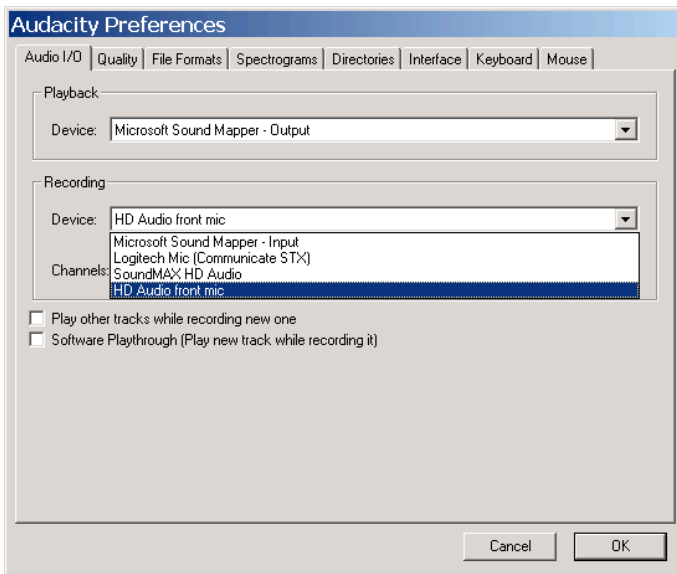 Audacity Preferences
Audio I/O Quality File Formats Spectrograms Directories Interface Keyboard Mouse
Playback
Device: Microsoft Sound Mapper - Output
Recording
Device: HD Audio front mic
Microsoft Sound Mapper - Input
Logitech Mic (Communicate STX)
Channels: SoundMAX HD Audio
HD Audio front mic
Play other tracks while recording new one
Software Playthrough (Play new track while recording it)
Cancel OK